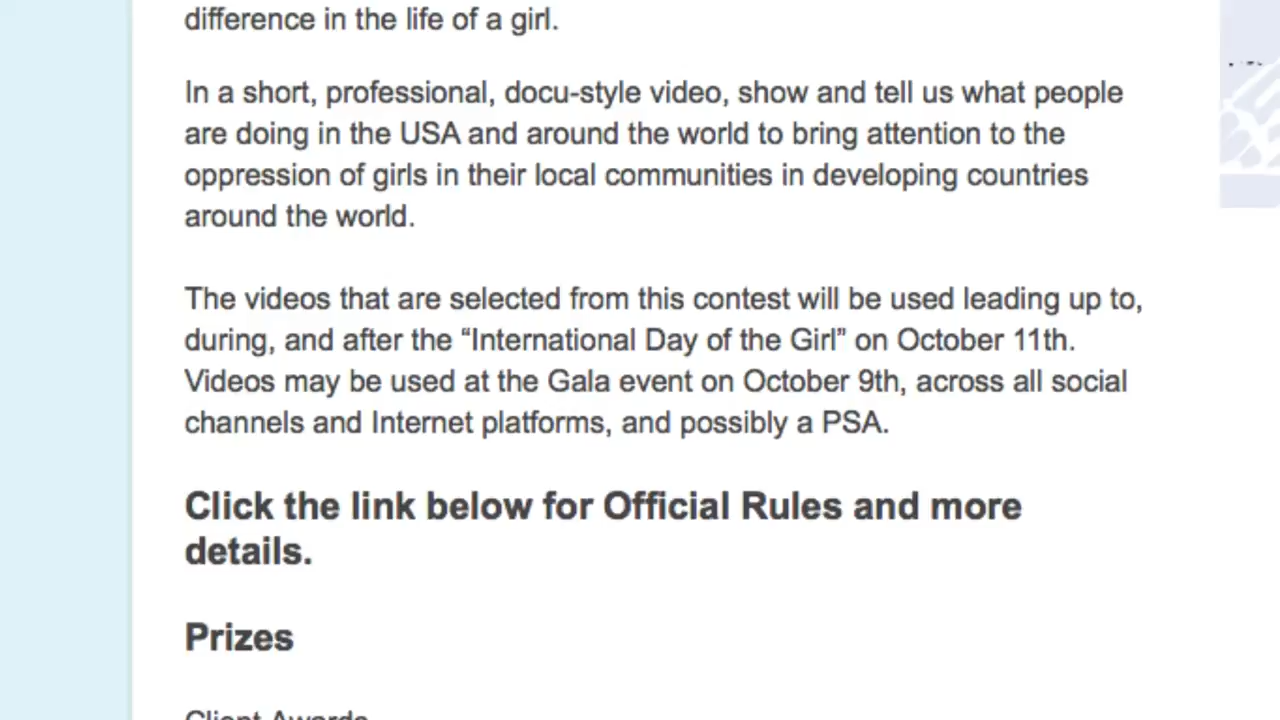 difference in the life of a girl.
In a short, professional, docu-style video, show and tell us what people
are doing in the USA and around the world to bring attention to the
oppression of girls in their local communities in developing countries
around the world.
The videos that are selected from this contest will be used leading up to,
during, and after the “International Day of the Girl” on October 11th.
Videos may be used at the Gala event on October 9th, across all social
channels and Internet platforms, and possibly a PSA.
Click the link below for Official Rules and more
details.
Prizes
Client Awards